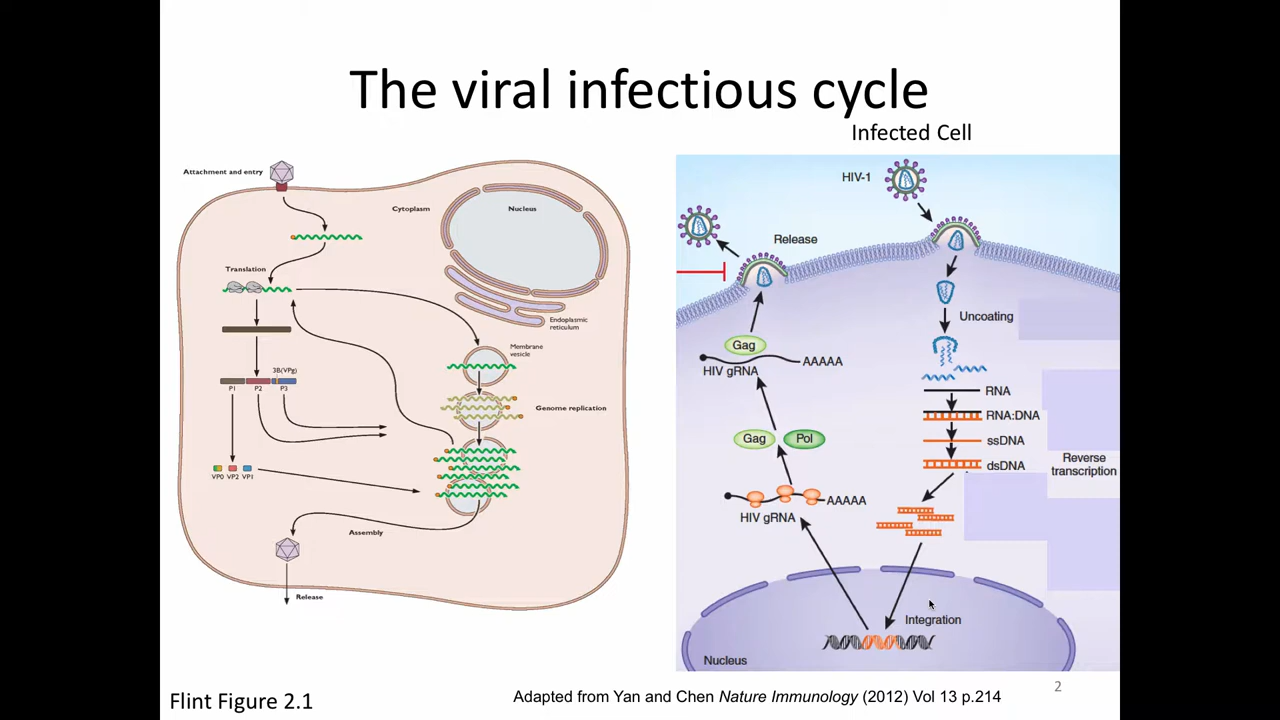 The viral infectious cycle
Infected Cell
Attachment and entry
Cytoplasm
Nucleus
Translation
Endoplasmic
reticulum
Membrane
vesicle
3B(VPg)
P1 P2 P3
Genome replication
VP0 VP2 VP1
Assembly
Release
HIV-1
Release
Uncoating
Gag
HIV gRNA
AAAAA
RNA
RNA:DNA
ssDNA
dsDNA
Reverse
transcription
Gag Pol
AAAAA
HIV gRNA
Integration
Nucleus
Flint Figure 2.1
Adapted from Yan and Chen Nature Immunology (2012) Vol 13 p.214
2